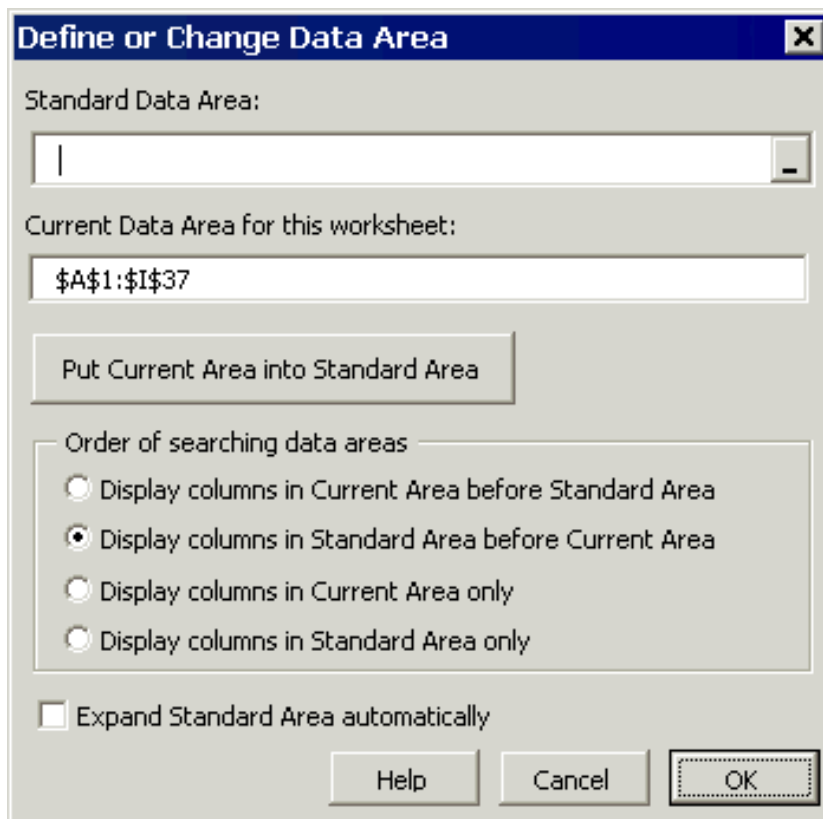 Define or Change Data Area
Standard Data Area:
Current Data Area for this worksheet:
$A$1:$I$37
Put Current Area into Standard Area
Order of searching data areas
Display columns in Current Area before Standard Area
Display columns in Standard Area before Current Area
Display columns in Current Area only
Display columns in Standard Area only
Expand Standard Area automatically
Help Cancel OK